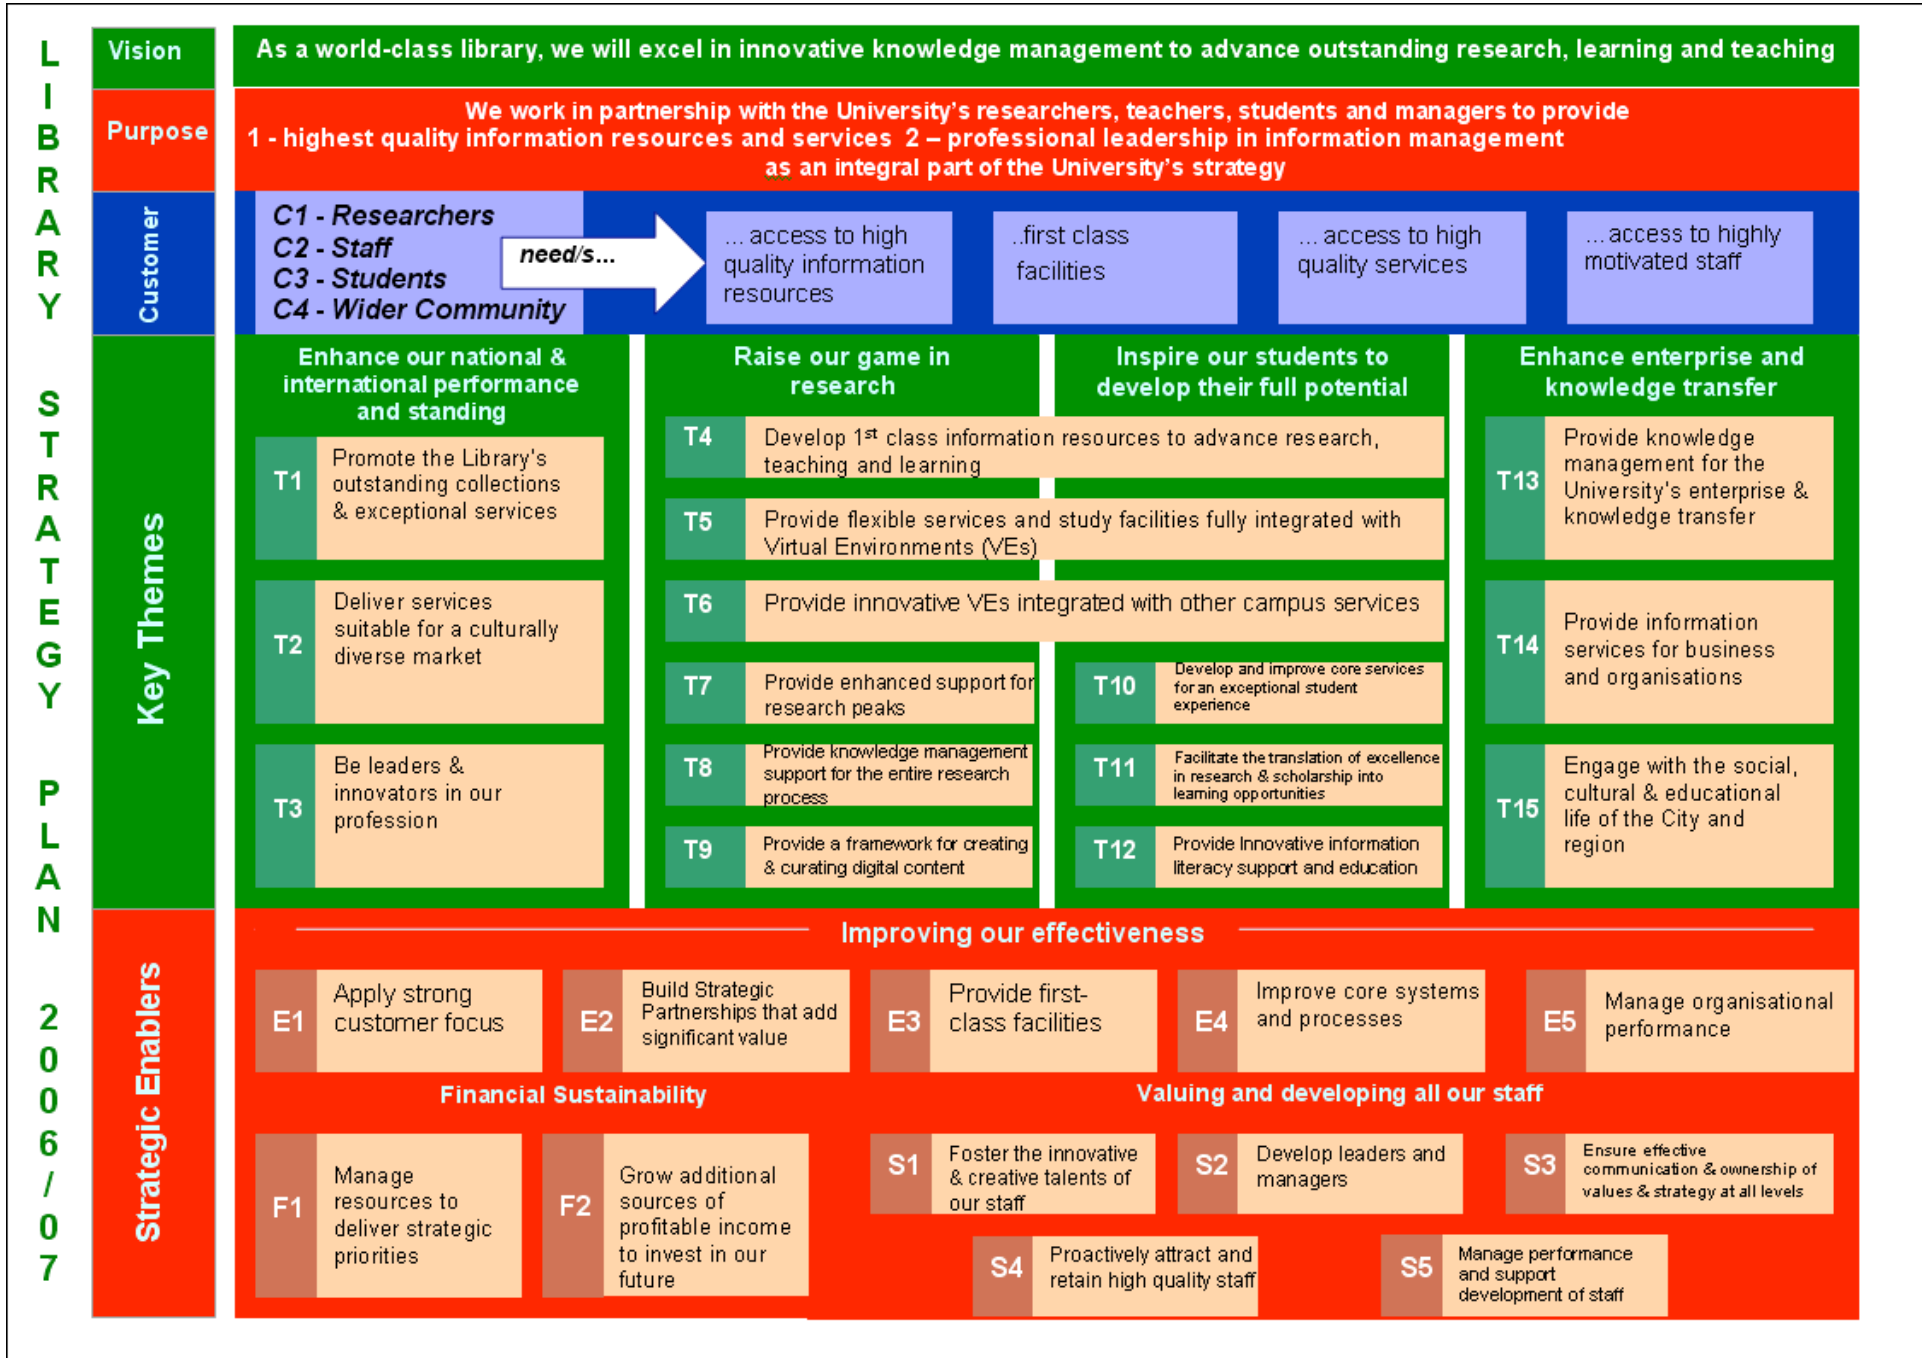 LIBRARY STRATEGY PLAN 2006/07
Vision
As a world-class library, we will excel in innovative knowledge management to advance outstanding research, learning and teaching
Purpose
We work in partnership with the University's researchers, teachers, students and managers to provide
1 - highest quality information resources and services 2 – professional leadership in information management
as an integral part of the University's strategy
Customer
C1 - Researchers
C2 - Staff
C3 - Students
C4 - Wider Community
need/s...
... access to high
quality information
resources
..first class
facilities
... access to high
quality services
... access to highly
motivated staff
Key Themes
Enhance our national &
international performance
and standing
T1
Promote the Library's
outstanding collections
& exceptional services
T2
Deliver services
suitable for a culturally
diverse market
T3
Be leaders &
innovators in our
profession
Raise our game in
research
Inspire our students to
develop their full potential
T4
Develop 1st class information resources to advance research,
teaching and learning
T5
Provide flexible services and study facilities fully integrated with
Virtual Environments (VEs)
T6
Provide innovative VEs integrated with other campus services
T7
Provide enhanced support for
research peaks
T8
Provide knowledge management
support for the entire research
process
T9
Provide a framework for creating
& curating digital content
T10
Develop and improve core services
for an exceptional student
experience
T11
Facilitate the translation of excellence
in research & scholarship into
learning opportunities
T12
Provide Innovative information
literacy support and education
Enhance enterprise and
knowledge transfer
T13
Provide knowledge
management for the
University's enterprise &
knowledge transfer
T14
Provide information
services for business
and organisations
T15
Engage with the social,
cultural & educational
life of the City and
region
Strategic Enablers
Improving our effectiveness
E1
Apply strong
customer focus
E2
Build Strategic
Partnerships that add
significant value
E3
Provide first-
class facilities
E4
Improve core systems
and processes
E5
Manage organisational
performance
Financial Sustainability
F1
Manage
resources to
deliver strategic
priorities
F2
Grow additional
sources of
profitable income
to invest in our
future
Valuing and developing all our staff
S1
Foster the innovative
& creative talents of
our staff
S2
Develop leaders and
managers
S3
Ensure effective
communication & ownership of
values & strategy at all levels
S4
Proactively attract and
retain high quality staff
S5
Manage performance
and support
development of staff